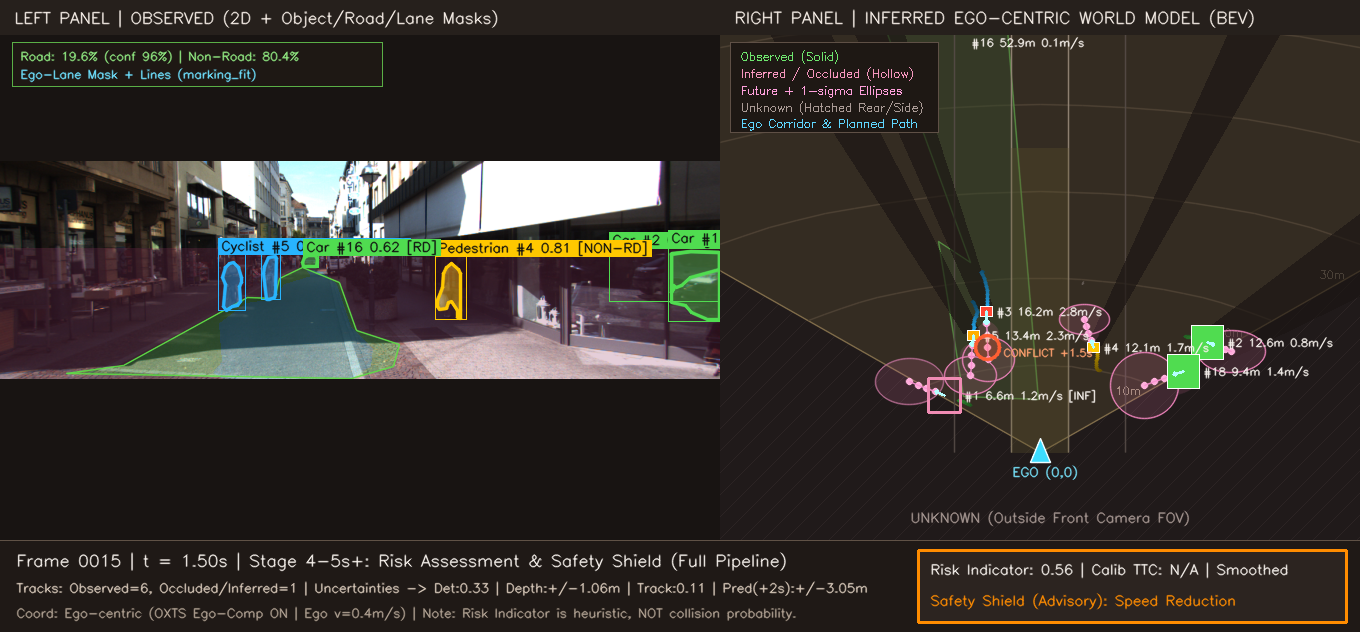 LEFT PANEL | OBSERVED (2D + Object/Road/Lane Masks)
Road: 19.6% (conf 96%) | Non-Road: 80.4%
Ego-Lane Mask + Lines (marking_fit)
Cyclist #5 0
Car #16 0.62 [RD]
Pedestrian #4 0.81 [NON-RD]
Car #2
Car #1
RIGHT PANEL | INFERRED EGO-CENTRIC WORLD MODEL (BEV)
#16 52.9m 0.1m/s
Observed (Solid)
Inferred / Occluded (Hollow)
Future + 1-sigma Ellipses
Unknown (Hatched Rear/Side)
Ego Corridor & Planned Path
30m
#3 16.2m 2.8m/s
5 13.4m 2.3m/s
CONFLICT +1.5s
#4 12.1m 1.7m/s
#2 12.6m 0.8m/s
#18 9.4m 1.4m/s
10m
#1 6.6m 1.2m/s [INF]
EGO (0,0)
UNKNOWN (Outside Front Camera FOV)
Frame 0015 | t = 1.50s | Stage 4-5s+: Risk Assessment & Safety Shield (Full Pipeline)
Tracks: Observed=6, Occluded/Inferred=1 | Uncertainties -> Det:0.33 | Depth:+/-1.06m | Track:0.11 | Pred(+2s):+/-3.05m
Coord: Ego-centric (OXTS Ego-Comp ON | Ego v=0.4m/s) | Note: Risk Indicator is heuristic, NOT collision probability.
Risk Indicator: 0.56 | Calib TTC: N/A | Smoothed
Safety Shield (Advisory): Speed Reduction